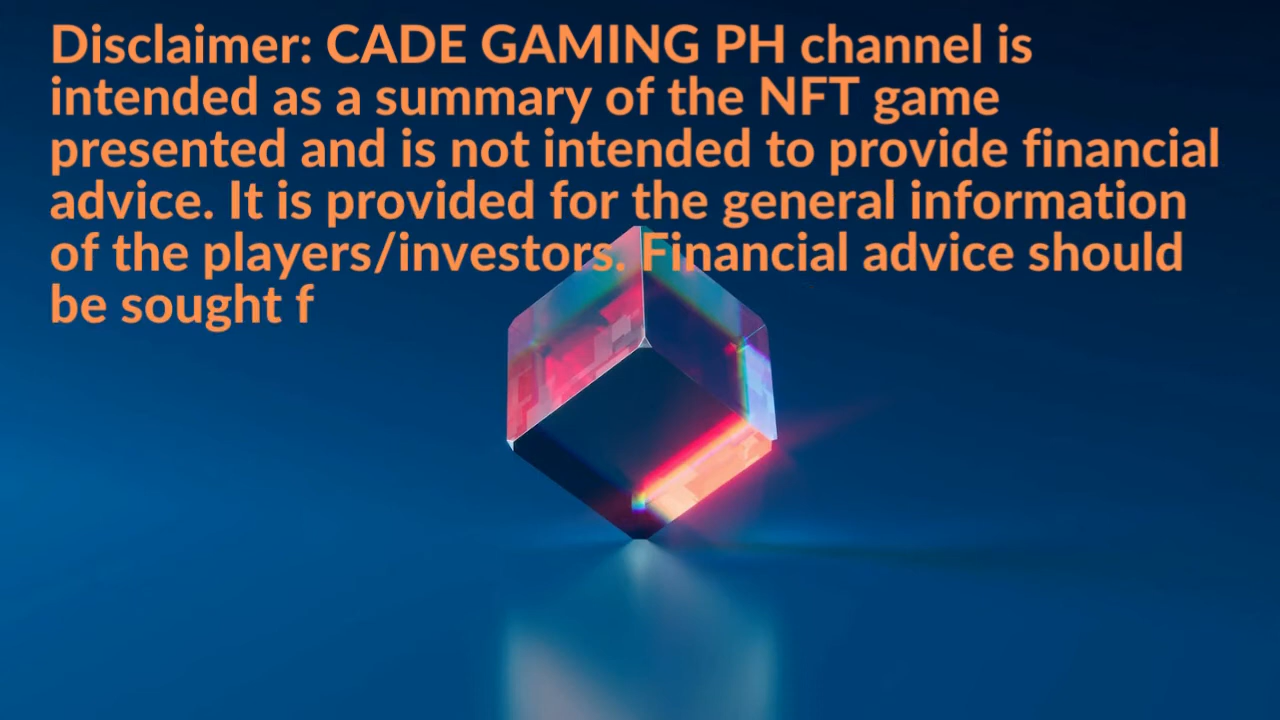 Disclaimer: CADE GAMING PH channel is
intended as a summary of the NFT game
presented and is not intended to provide financial
advice. It is provided for the general information
of the players/investors. Financial advice should
be sought f